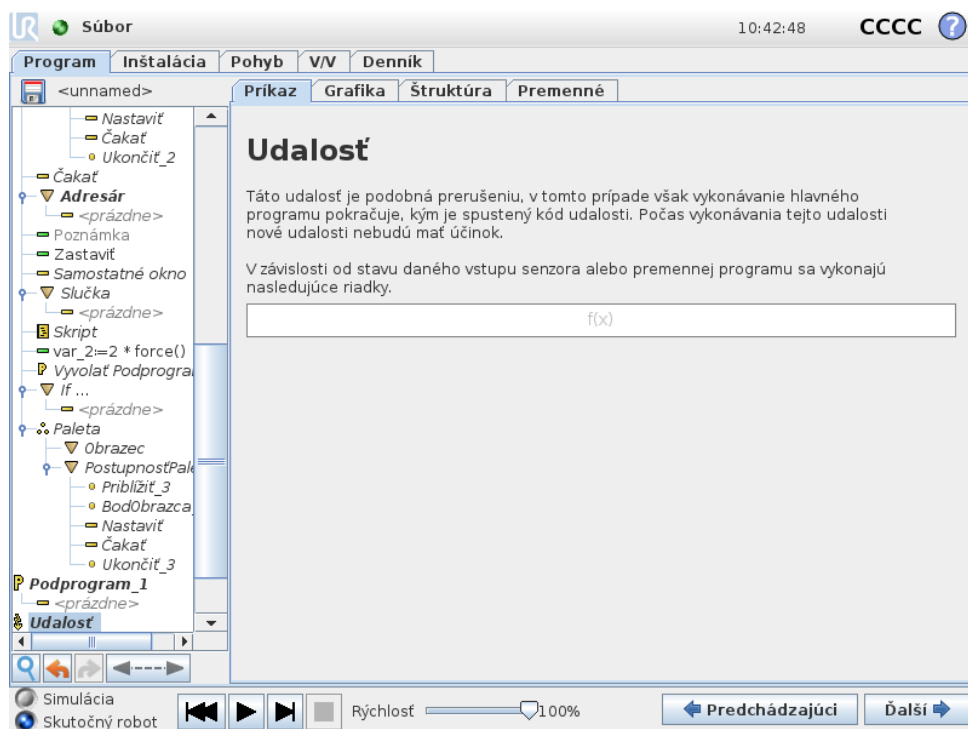 Súbor
10:42:48
CCCC
?
Program
Inštalácia
Pohyb
V/V
Denník
<unnamed>
Príkaz
Grafika
Štruktúra
Premenné
Nastaviť
Čakať
Ukončiť_2
Čakať
Adresár
<prázdne>
Poznámka
Zastaviť
Samostatné okno
Slučka
<prázdne>
Skript
var_2:=2 * force()
Vyvolať Podprogra
If ...
<prázdne>
Paleta
Obrazec
PostupnosťPale
Priblížiť_3
BodObrazca_
Nastaviť
Čakať
Ukončiť_3
Podprogram_1
<prázdne>
Udalosť
Udalosť
Táto udalosť je podobná prerušeniu, v tomto prípade však vykonávanie hlavného
programu pokračuje, kým je spustený kód udalosti. Počas vykonávania tejto udalosti
nové udalosti nebudú mať účinok.
V závislosti od stavu daného vstupu senzora alebo premennej programu sa vykonajú
nasledujúce riadky.
f(x)
Simulácia
Skutočný robot
Rýchlosť
100%
Predchádzajúci
Ďalší